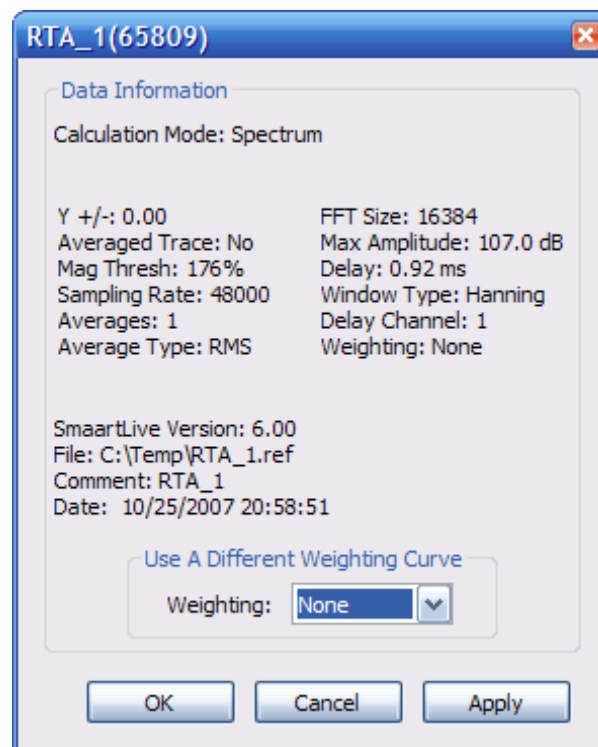 RTA_1(65809)
Data Information
Calculation Mode: Spectrum
Y +/-: 0.00
Averaged Trace: No
Mag Thresh: 176%
Sampling Rate: 48000
Averages: 1
Average Type: RMS
FFT Size: 16384
Max Amplitude: 107.0 dB
Delay: 0.92 ms
Window Type: Hanning
Delay Channel: 1
Weighting: None
SmaartLive Version: 6.00
File: C:\Temp\RTA_1.ref
Comment: RTA_1
Date:  10/25/2007 20:58:51
Use A Different Weighting Curve
Weighting: None
OK Cancel Apply